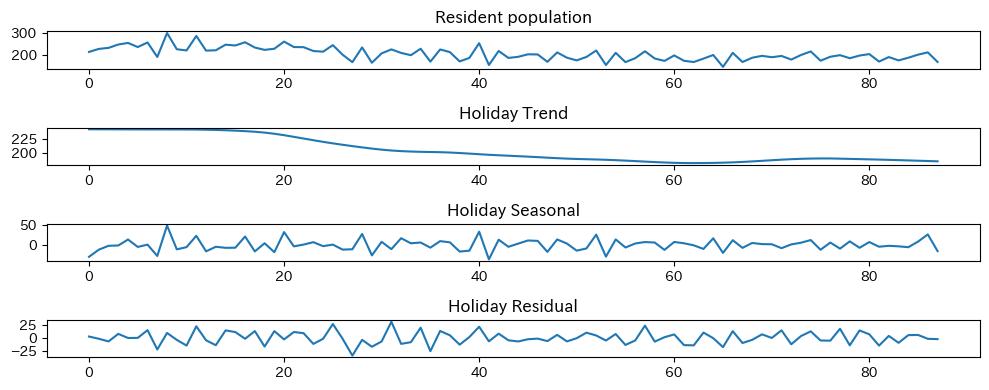 Resident population
300
200
0 20 40 60 80
Holiday Trend
225
200
0 20 40 60 80
Holiday Seasonal
50
0
0 20 40 60 80
Holiday Residual
25
0
−25
0 20 40 60 80